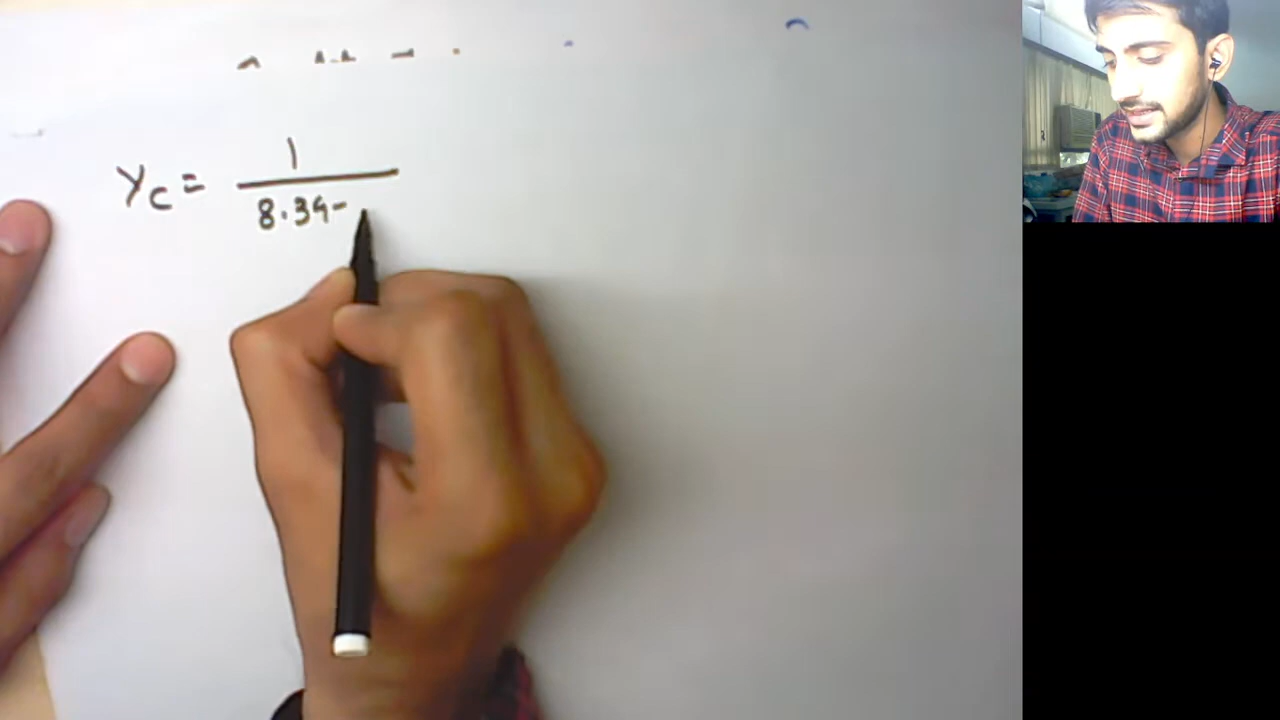 Yc = 1
8.34-